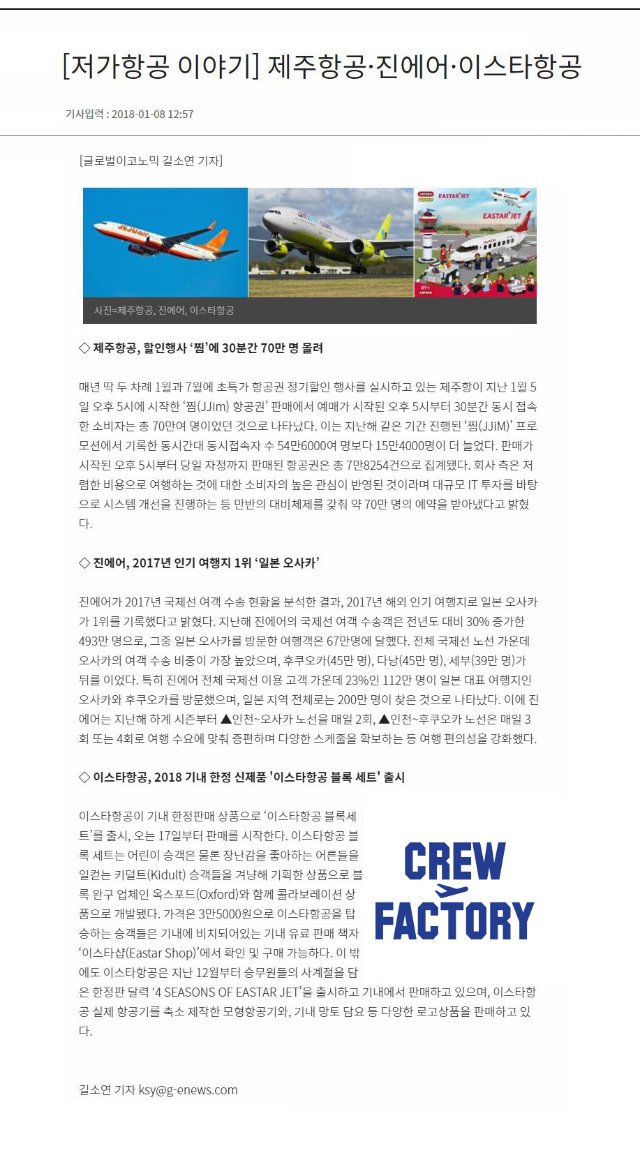 [저가항공 이야기] 제주항공·진에어·이스타항공
기사입력 : 2018-01-08 12:57
[글로벌이코노믹 길소연 기자]
JEJUair
EASTAR JET
EASTAR JET
사진=제주항공, 진에어, 이스타항공
◇ 제주항공, 할인행사 ‘찜’에 30분간 70만 명 몰려
매년 딱 두 차례 1월과 7월에 초특가 항공권 정기할인 행사를 실시하고 있는 제주항이 지난 1월 5
일 오후 5시에 시작한 ‘찜(JJim) 항공권’ 판매에서 예매가 시작된 오후 5시부터 30분간 동시 접속
한 소비자는 총 70만여 명이었던 것으로 나타났다. 이는 지난해 같은 기간 진행된 ‘찜(JJiM)’ 프로
모션에서 기록한 동시간대 동시접속자 수 54만6000여 명보다 15만4000명이 더 늘었다. 판매가
시작된 오후 5시부터 당일 자정까지 판매된 항공권은 총 7만8254건으로 집계됐다. 회사 측은 저
렴한 비용으로 여행하는 것에 대한 소비자의 높은 관심이 반영된 것이라며 대규모 IT 투자를 바탕
으로 시스템 개선을 진행하는 등 만반의 대비체제를 갖춰 약 70만 명의 예약을 받아냈다고 밝혔
다.
◇ 진에어, 2017년 인기 여행지 1위 ‘일본 오사카’
진에어가 2017년 국제선 여객 수송 현황을 분석한 결과, 2017년 해외 인기 여행지로 일본 오사카
가 1위를 기록했다고 밝혔다. 지난해 진에어의 국제선 여객 수송객은 전년도 대비 30% 증가한
493만 명으로, 그중 일본 오사카를 방문한 여행객은 67만명에 달했다. 전체 국제선 노선 가운데
오사카의 여객 수송 비중이 가장 높았으며, 후쿠오카(45만 명), 다낭(45만 명), 세부(39만 명)가
뒤를 이었다. 특히 진에어 전체 국제선 이용 고객 가운데 23%인 112만 명이 일본 대표 여행지인
오사카와 후쿠오카를 방문했으며, 일본 지역 전체로는 200만 명이 찾은 것으로 나타났다. 이에 진
에어는 지난해 하계 시즌부터 ▲인천~오사카 노선을 매일 2회, ▲인천~후쿠오카 노선은 매일 3
회 또는 4회로 여행 수요에 맞춰 증편하며 다양한 스케줄을 확보하는 등 여행 편의성을 강화했다.
◇ 이스타항공, 2018 기내 한정 신제품 '이스타항공 블록 세트' 출시
이스타항공이 기내 한정판매 상품으로 ‘이스타항공 블록세
트’를 출시, 오는 17일부터 판매를 시작한다. 이스타항공 블
록 세트는 어린이 승객은 물론 장난감을 좋아하는 어른들을
일컫는 키덜트(Kidult) 승객들을 겨냥해 기획한 상품으로 블
록 완구 업체인 옥스포드(Oxford)와 함께 콜라보레이션 상
품으로 개발됐다. 가격은 3만5000원으로 이스타항공을 탑
승하는 승객들은 기내에 비치되어있는 기내 유료 판매 책자
‘이스타샵(Eastar Shop)’에서 확인 및 구매 가능하다. 이 밖
에도 이스타항공은 지난 12월부터 승무원들의 사계절을 담
은 한정판 달력 ‘4 SEASONS OF EASTAR JET’을 출시하고 기내에서 판매하고 있으며, 이스타항
공 실제 항공기를 축소 제작한 모형항공기와, 기내 망토 담요 등 다양한 로고상품을 판매하고 있
다.
CREW
FACTORY
길소연 기자 ksy@g-enews.com